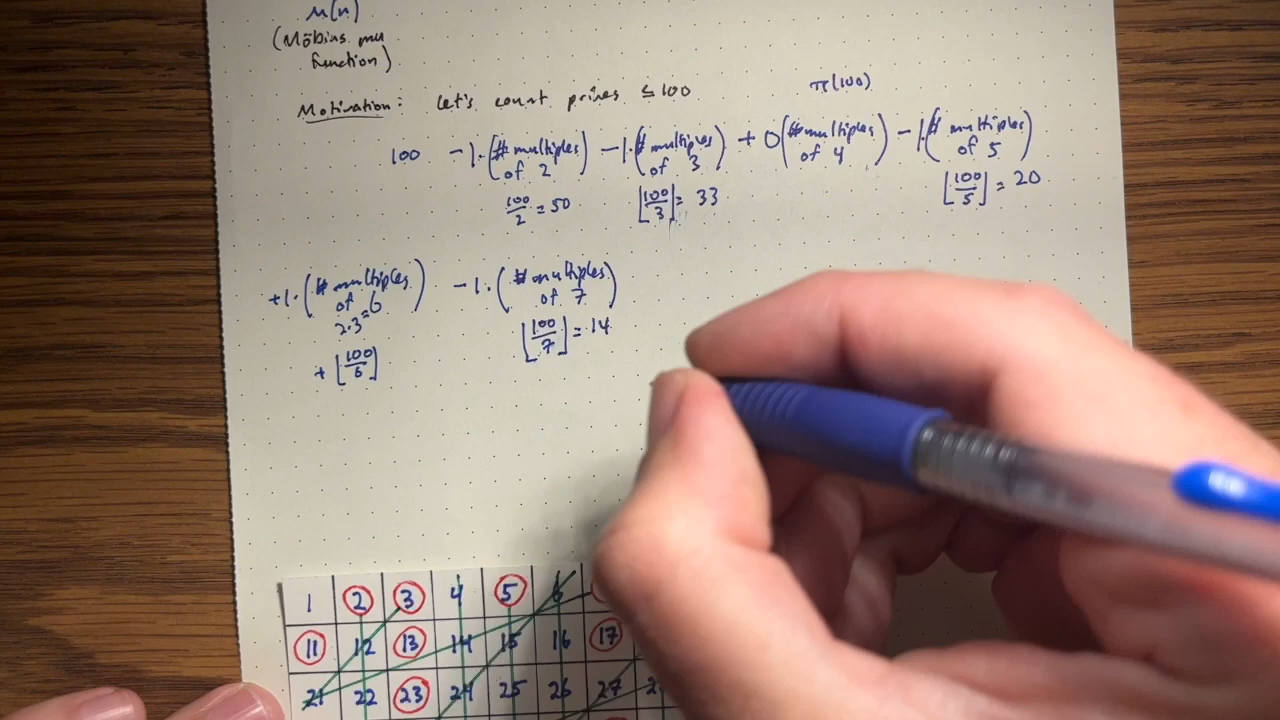 μ(n)
(Möbius mu
function)
Motivation: Let's count primes ≤ 100 π(100)
100 -1·(# multiples of 2) -1·(# multiples of 3) + 0(# multiples of 4) -1·(# multiples of 5)
100/2 = 50 ⌊100/3⌋ = 33 ⌊100/5⌋ = 20
+1·(# multiples of 6) -1·(# multiples of 7)
2·3=6
+ ⌊100/6⌋ ⌊100/7⌋ = 14
1 2 3 4 5 6
11 12 13 14 15 16 17
21 22 23 24 25 26 27